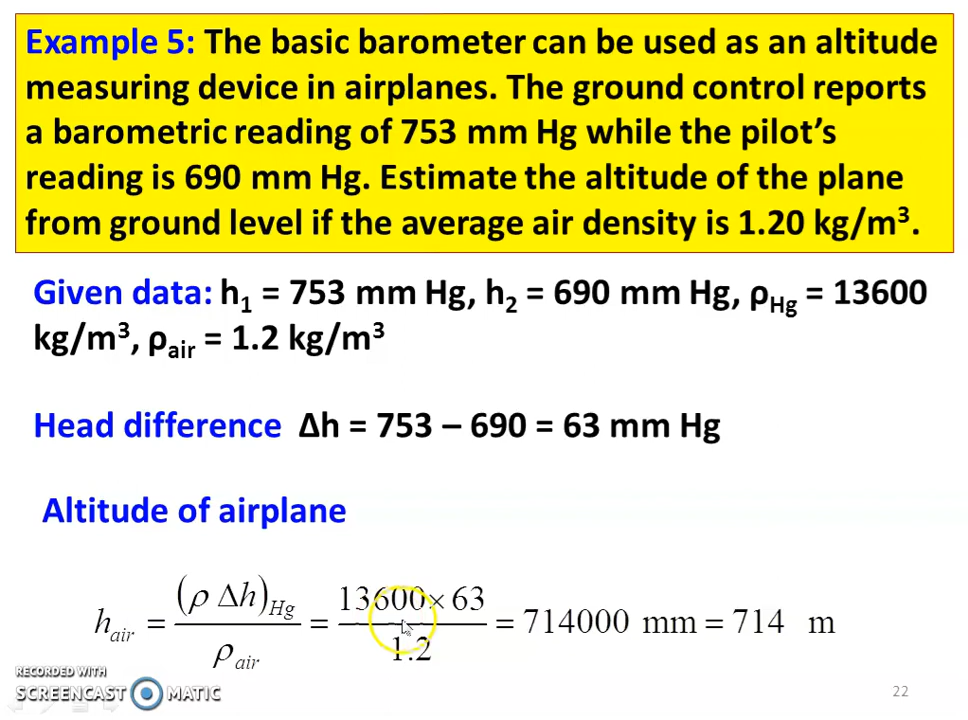 Example 5: The basic barometer can be used as an altitude
measuring device in airplanes. The ground control reports
a barometric reading of 753 mm Hg while the pilot's
reading is 690 mm Hg. Estimate the altitude of the plane
from ground level if the average air density is 1.20 kg/m³.
Given data: h₁ = 753 mm Hg, h₂ = 690 mm Hg, ρHg = 13600
kg/m³, ρair = 1.2 kg/m³
Head difference Δh = 753 – 690 = 63 mm Hg
Altitude of airplane
h_air = (ρ Δh)_Hg / ρ_air = 13600 × 63 / 1.2 = 714000 mm = 714 m
RECORDED WITH
SCREENCAST MATIC
22